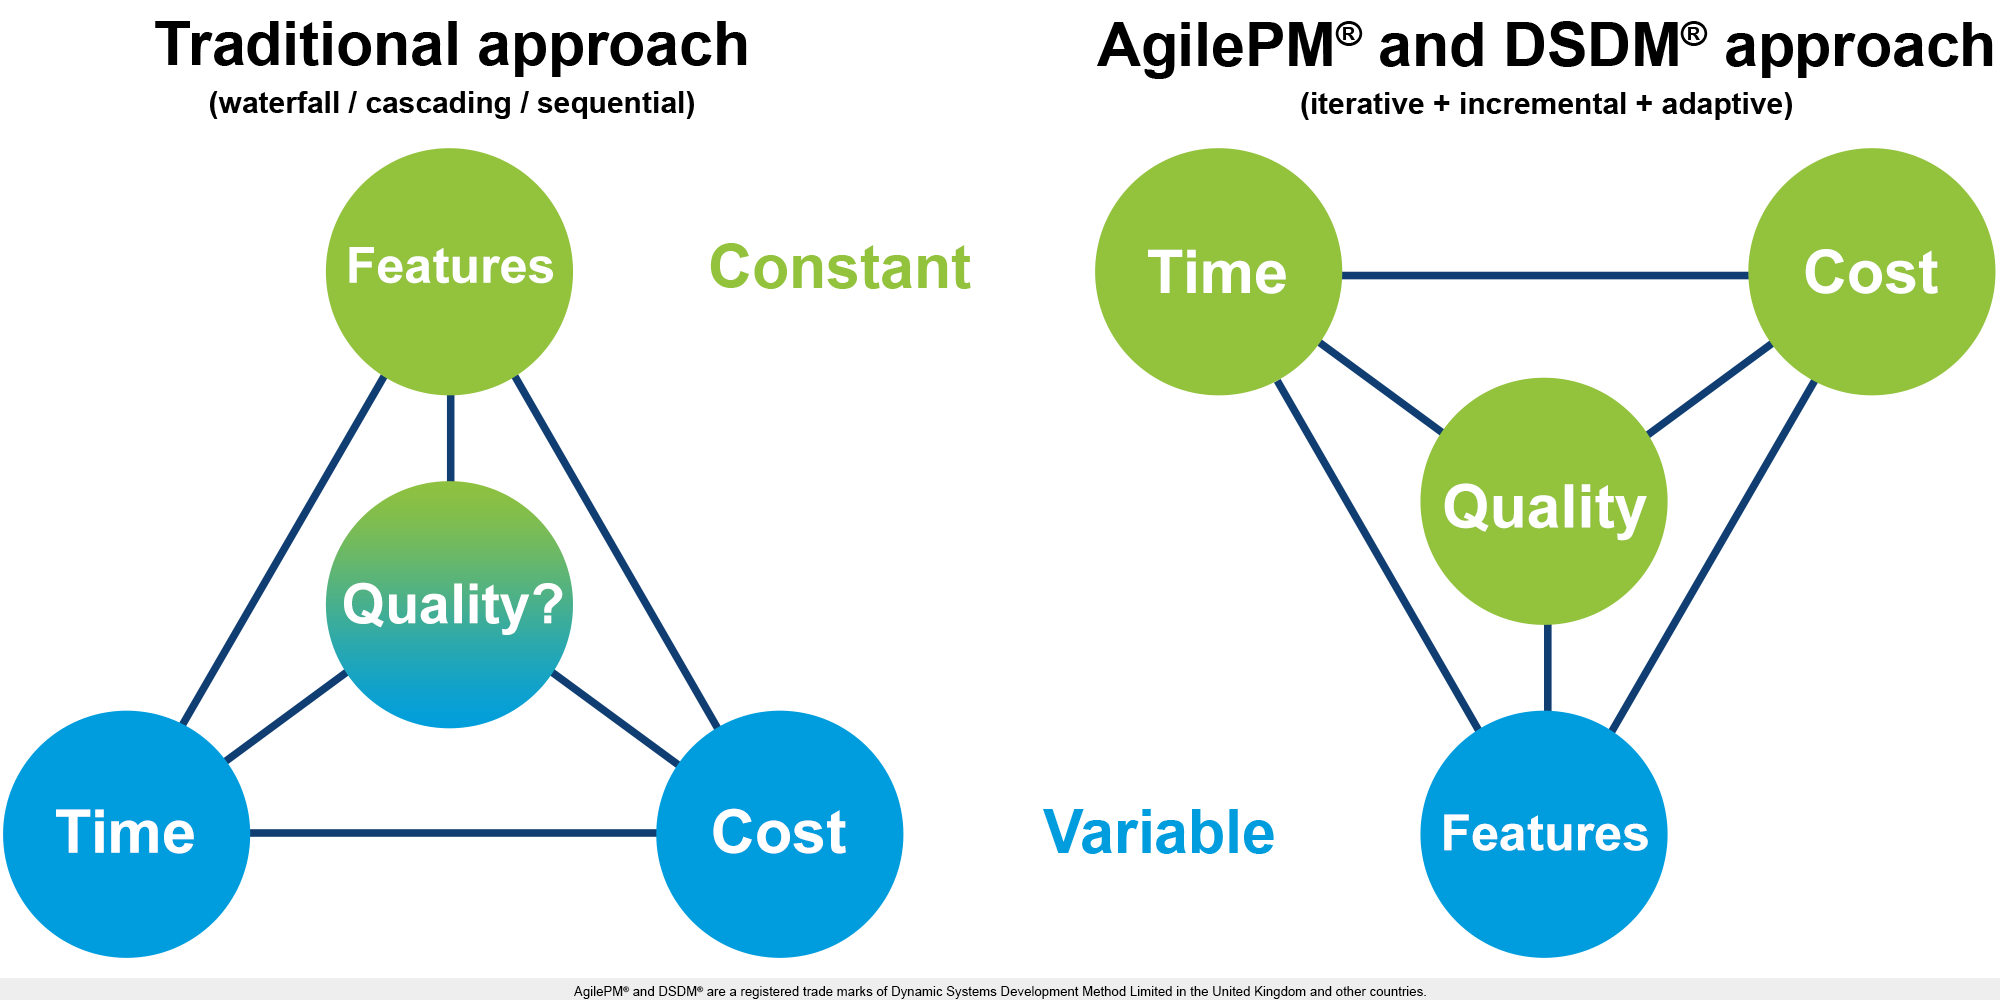 Traditional approach
(waterfall / cascading / sequential)
Features
Quality?
Time
Cost
Constant
Variable
AgilePM® and DSDM® approach
(iterative + incremental + adaptive)
Time
Cost
Quality
Features
AgilePM® and DSDM® are a registered trade marks of Dynamic Systems Development Method Limited in the United Kingdom and other countries.